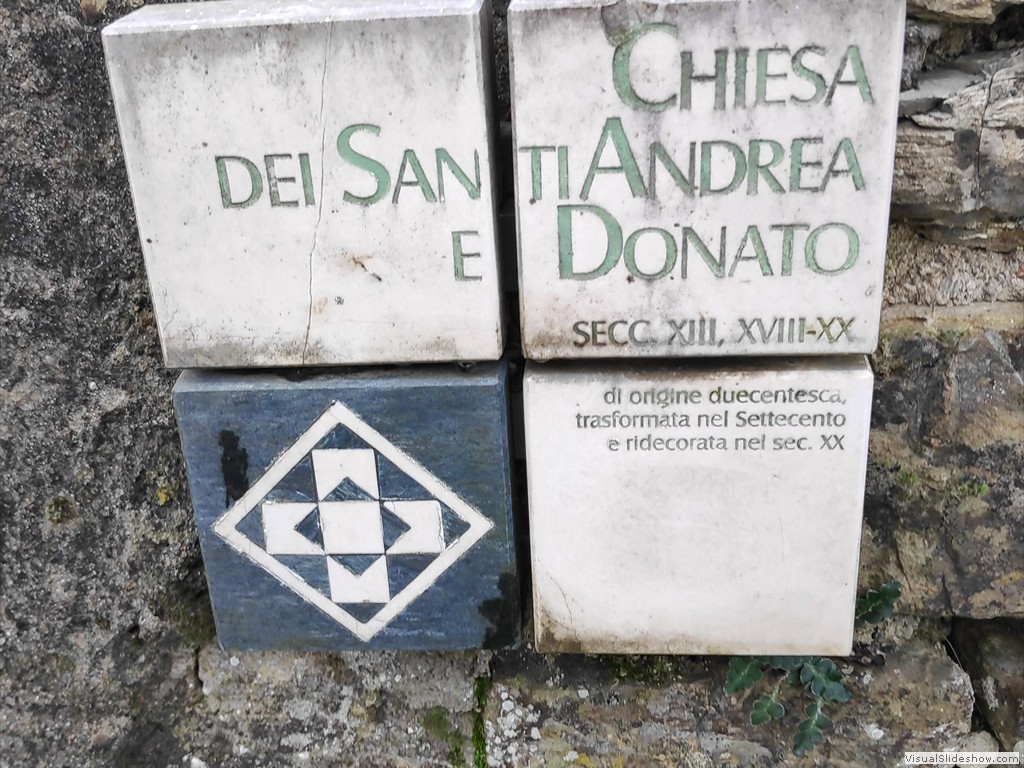 CHIESA
DEI SANTI ANDREA
E DONATO
SECC. XIII, XVIII-XX
di origine duecentesca,
trasformata nel Settecento
e ridecorata nel sec. XX
VisualSlideshow.com